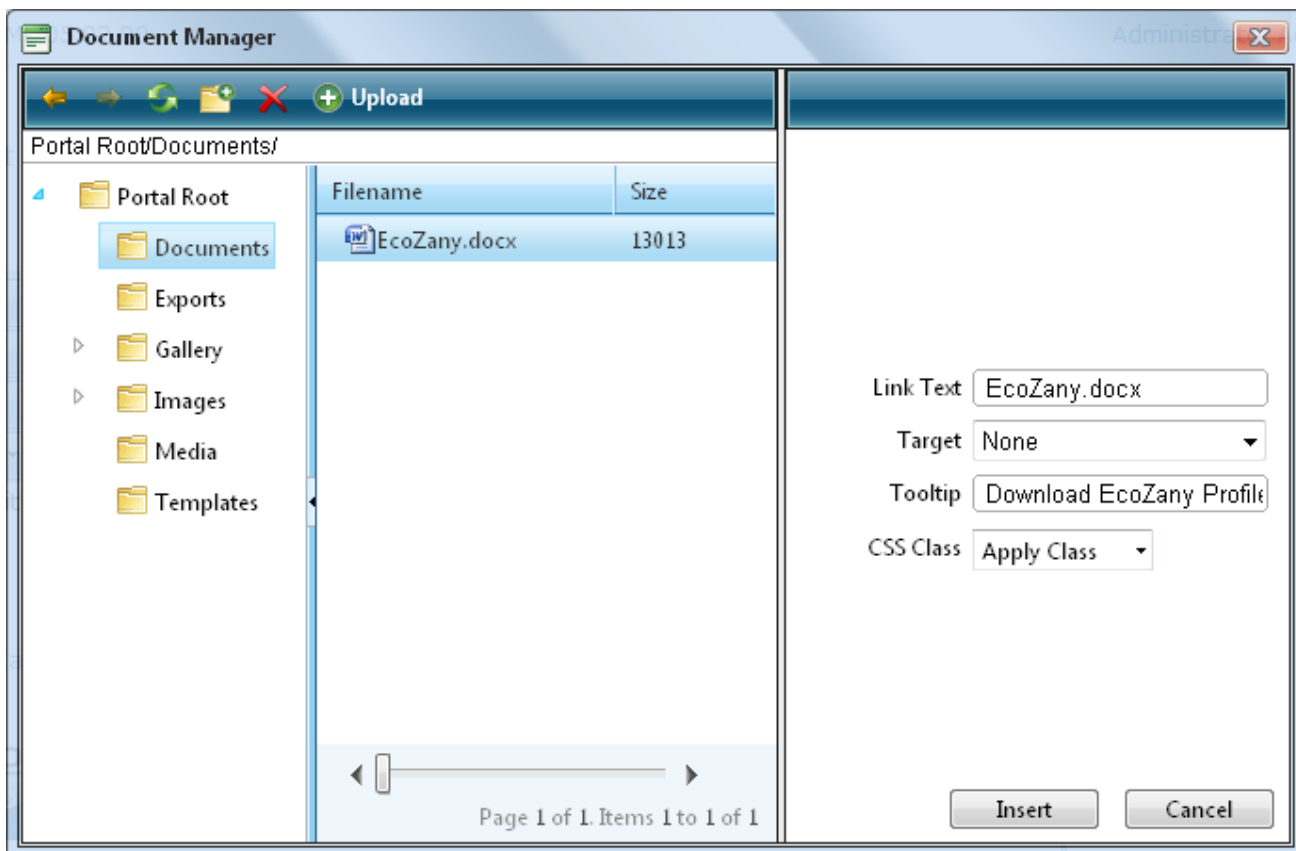 Document Manager
Upload
Portal Root/Documents/
Portal Root
Documents
Exports
Gallery
Images
Media
Templates
Filename Size
EcoZany.docx 13013
Page 1 of 1. Items 1 to 1 of 1
Link Text EcoZany.docx
Target None
Tooltip Download EcoZany Profile
CSS Class Apply Class
Insert Cancel